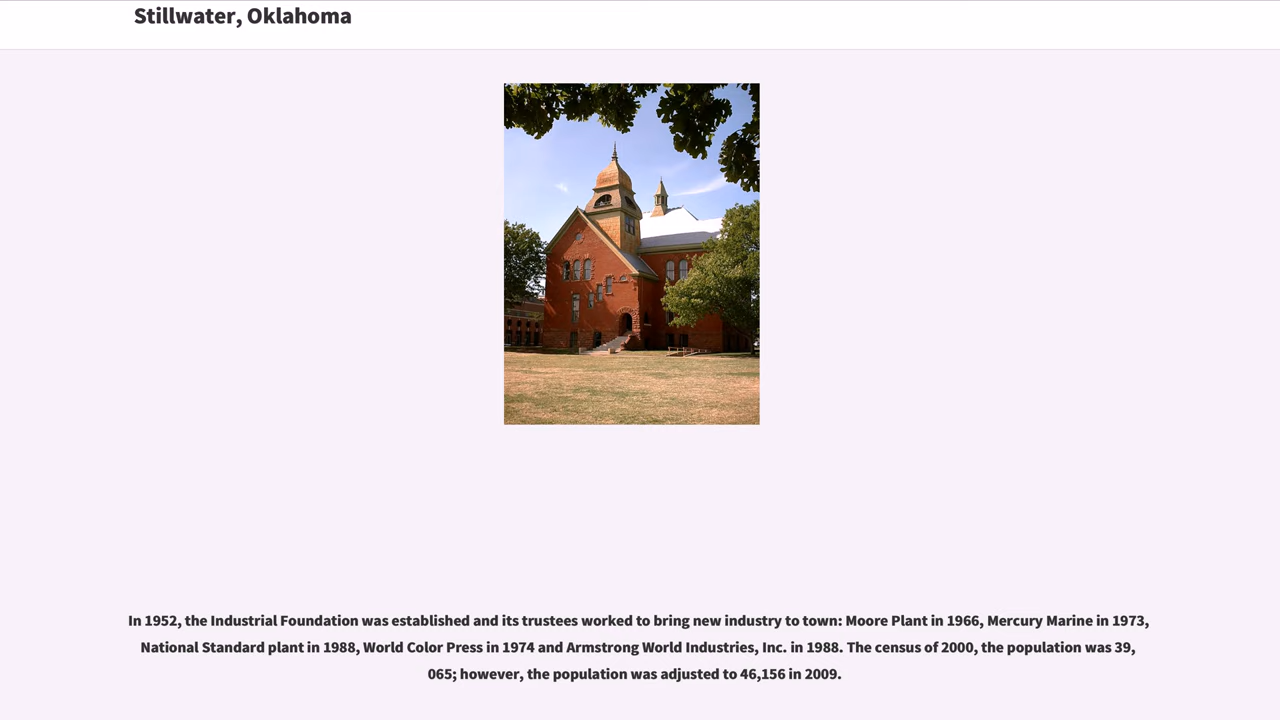 Stillwater, Oklahoma
In 1952, the Industrial Foundation was established and its trustees worked to bring new industry to town: Moore Plant in 1966, Mercury Marine in 1973,
National Standard plant in 1988, World Color Press in 1974 and Armstrong World Industries, Inc. in 1988. The census of 2000, the population was 39,
065; however, the population was adjusted to 46,156 in 2009.